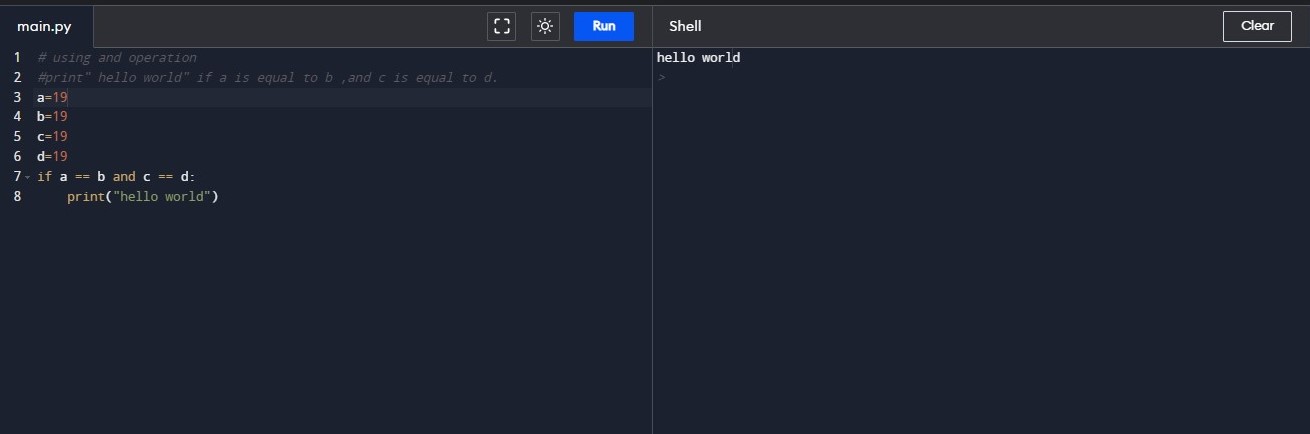 main.py
Run
Shell
Clear
1 # using and operation
2 #print" hello world" if a is equal to b ,and c is equal to d.
3 a=19
4 b=19
5 c=19
6 d=19
7 if a == b and c == d:
8     print("hello world")
hello world
>